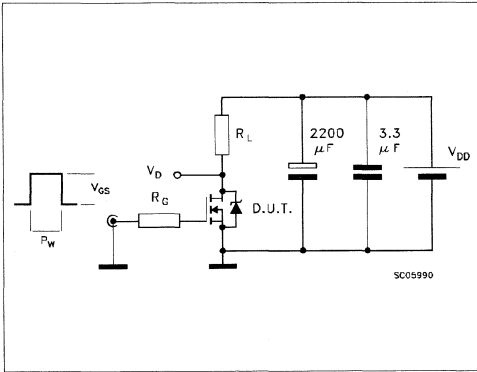 R_L
2200
μF
3.3
μF
V_DD
V_D
V_GS
R_G
D.U.T.
P_W
SC05990